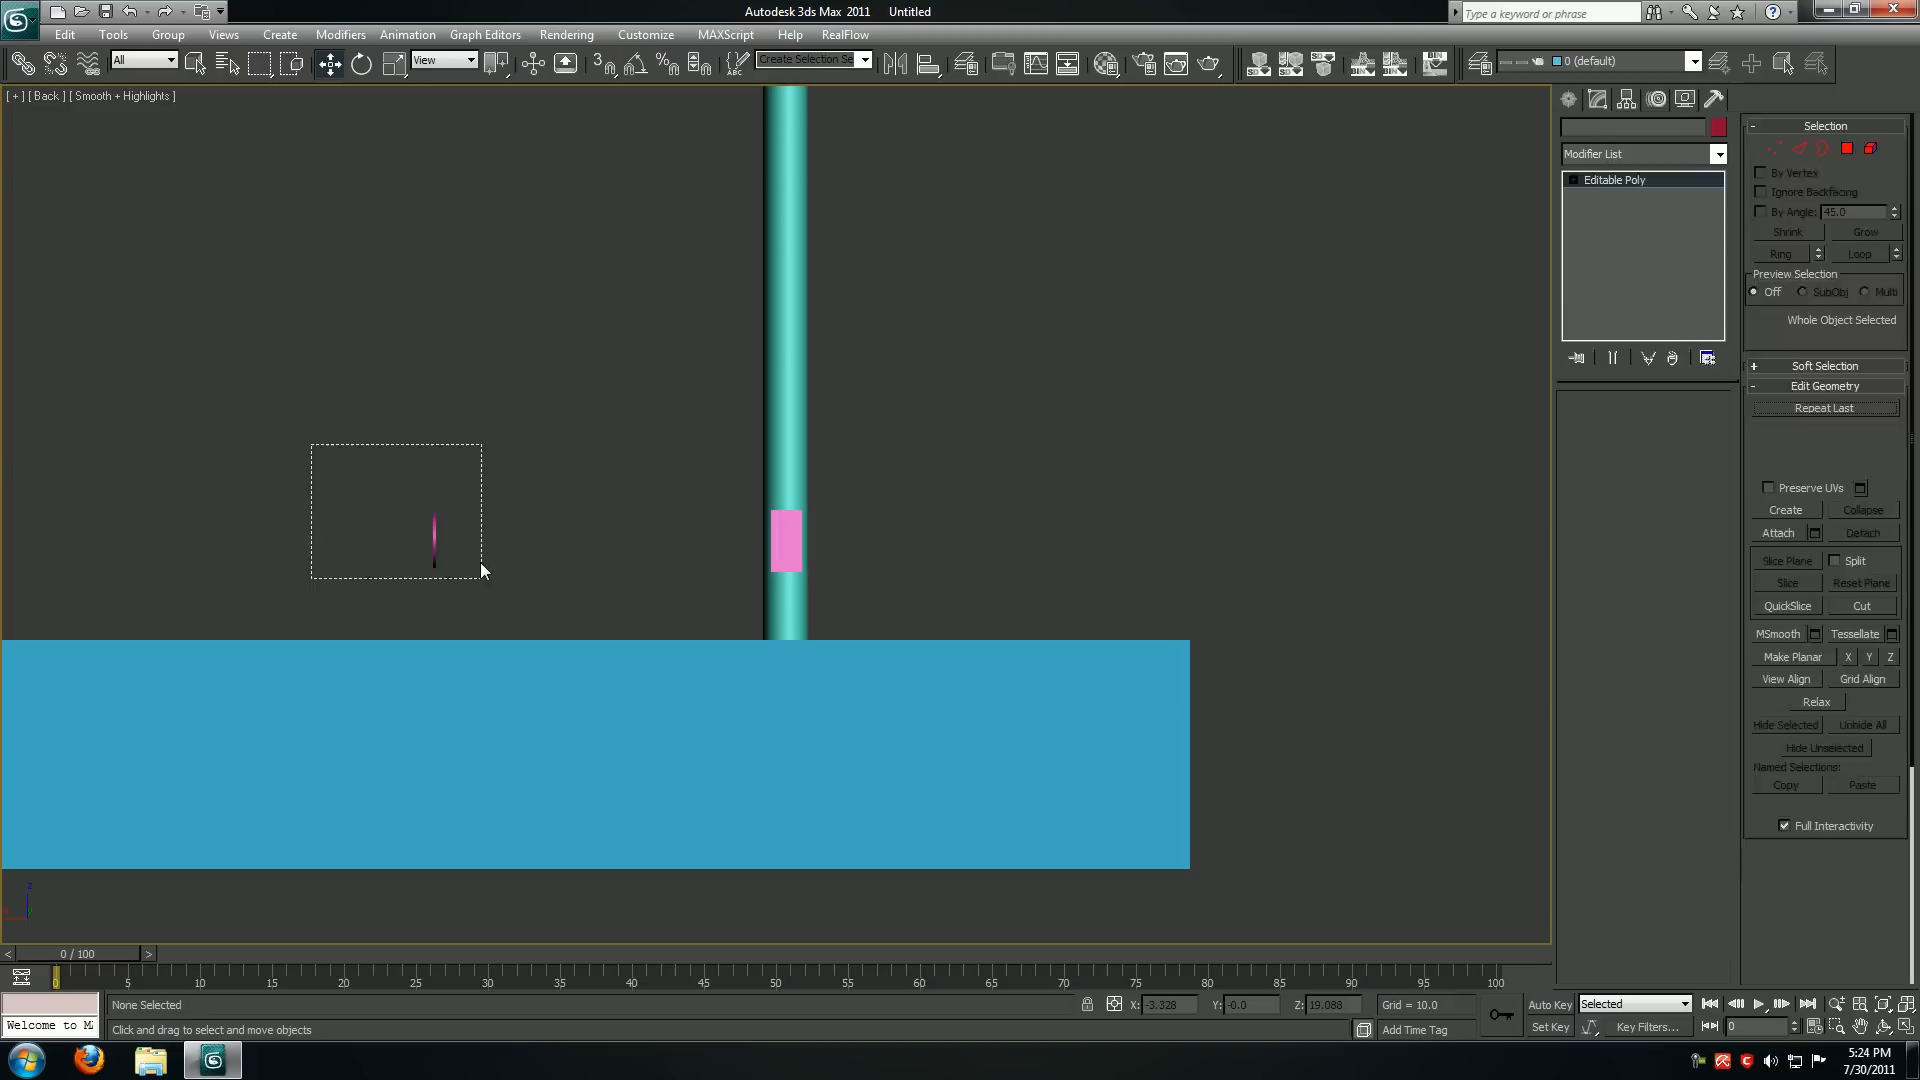 Autodesk 3ds Max 2011 Untitled
Type a keyword or phrase
Edit Tools Group Views Create Modifiers Animation Graph Editors Rendering Customize MAXScript Help RealFlow
All View Create Selection Se 0 (default)
[ + ] [ Back ] [ Smooth + Highlights ]
Modifier List
Editable Poly
Selection
By Vertex
Ignore Backfacing
By Angle: 45.0
Shrink Grow
Ring Loop
Preview Selection
Off SubObj Multi
Whole Object Selected
Soft Selection
Edit Geometry
Repeat Last
Preserve UVs
Create Collapse
Attach Detach
Slice Plane Split
Slice Reset Plane
QuickSlice Cut
MSmooth Tessellate
Make Planar X Y Z
View Align Grid Align
Relax
Hide Selected Unhide All
Hide Unselected
Named Selections:
Copy Paste
Full Interactivity
z
0 / 100
0 5 10 15 20 25 30 35 40 45 50 55 60 65 70 75 80 85 90 95 100
None Selected X: -3.328 Y: -0.0 Z: 19.088 Grid = 10.0 Auto Key Selected
Welcome to M Click and drag to select and move objects Add Time Tag Set Key Key Filters... 0
5:24 PM
7/30/2011